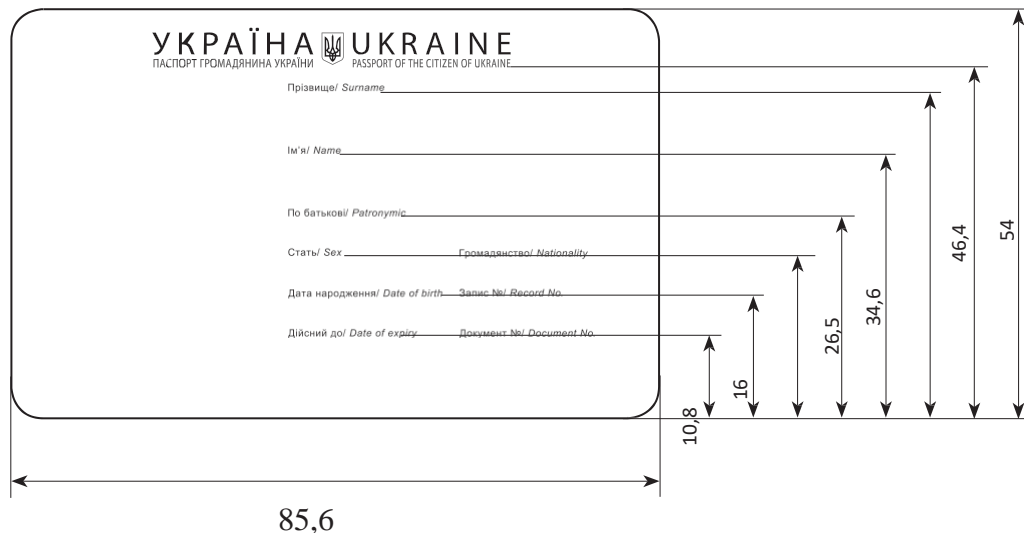 УКРАЇНА UKRAINE
ПАСПОРТ ГРОМАДЯНИНА УКРАЇНИ PASSPORT OF THE CITIZEN OF UKRAINE
Прізвище/ Surname
Ім'я/ Name
По батькові/ Patronymic
Стать/ Sex Громадянство/ Nationality
Дата народження/ Date of birth Запис №/ Record No.
Дійсний до/ Date of expiry Документ №/ Document No.
10,8
16
26,5
34,6
46,4
54
85,6